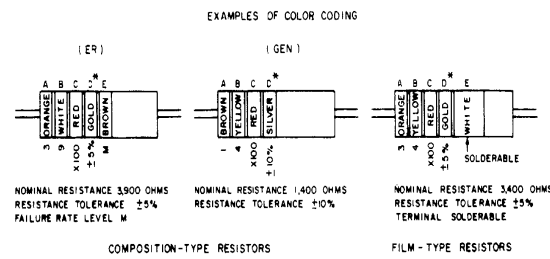 EXAMPLES OF COLOR CODING
(ER)
A B C D* E
ORANGE WHITE RED GOLD BROWN
3 9 X100 ±5% M
NOMINAL RESISTANCE 3,900 OHMS
RESISTANCE TOLERANCE ±5%
FAILURE RATE LEVEL M
(GEN)
A B C D*
BROWN YELLOW RED SILVER
1 4 X100 ±10%
+1
NOMINAL RESISTANCE 1,400 OHMS
RESISTANCE TOLERANCE ±10%
COMPOSITION-TYPE RESISTORS
A B C D* E
ORANGE YELLOW RED GOLD WHITE
3 4 X100 ±5% SOLDERABLE
NOMINAL RESISTANCE 3,400 OHMS
RESISTANCE TOLERANCE ±5%
TERMINAL SOLDERABLE
FILM-TYPE RESISTORS